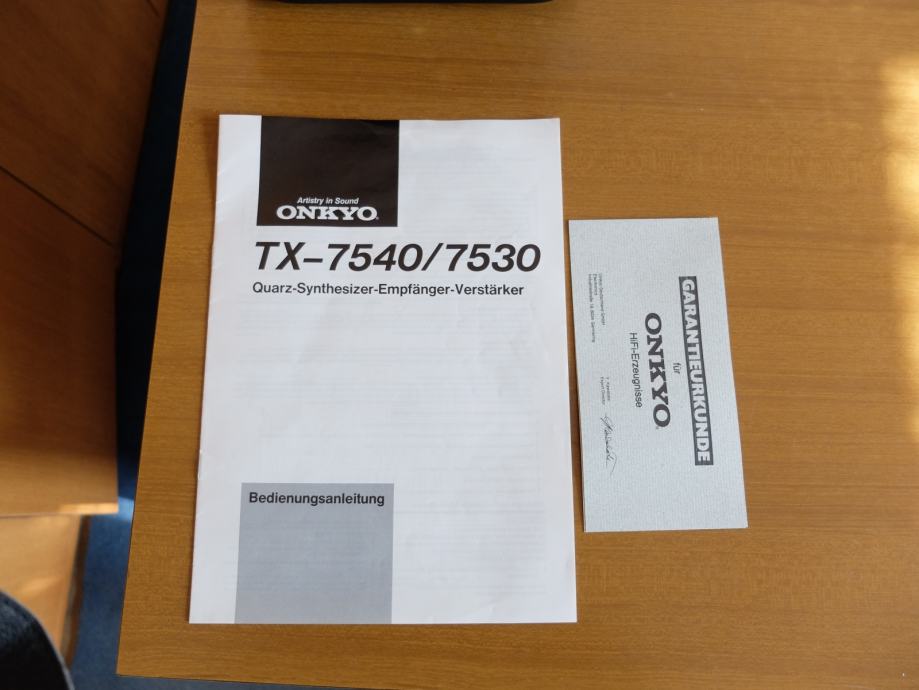 Artistry in Sound
ONKYO
TX-7540/7530
Quarz-Synthesizer-Empfänger-Verstärker
Bedienungsanleitung
GARANTIEURKUNDE
für
ONKYO
HiFi-Erzeugnisse